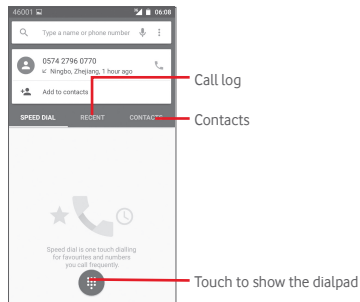 46001
06:08
Type a name or phone number
0574 2796 0770
Ningbo, Zhejiang, 1 hour ago
Add to contacts
SPEED DIAL RECENT CONTACTS
Call log
Contacts
Speed dial is one touch dialling
for favourites and numbers
you call frequently.
Touch to show the dialpad